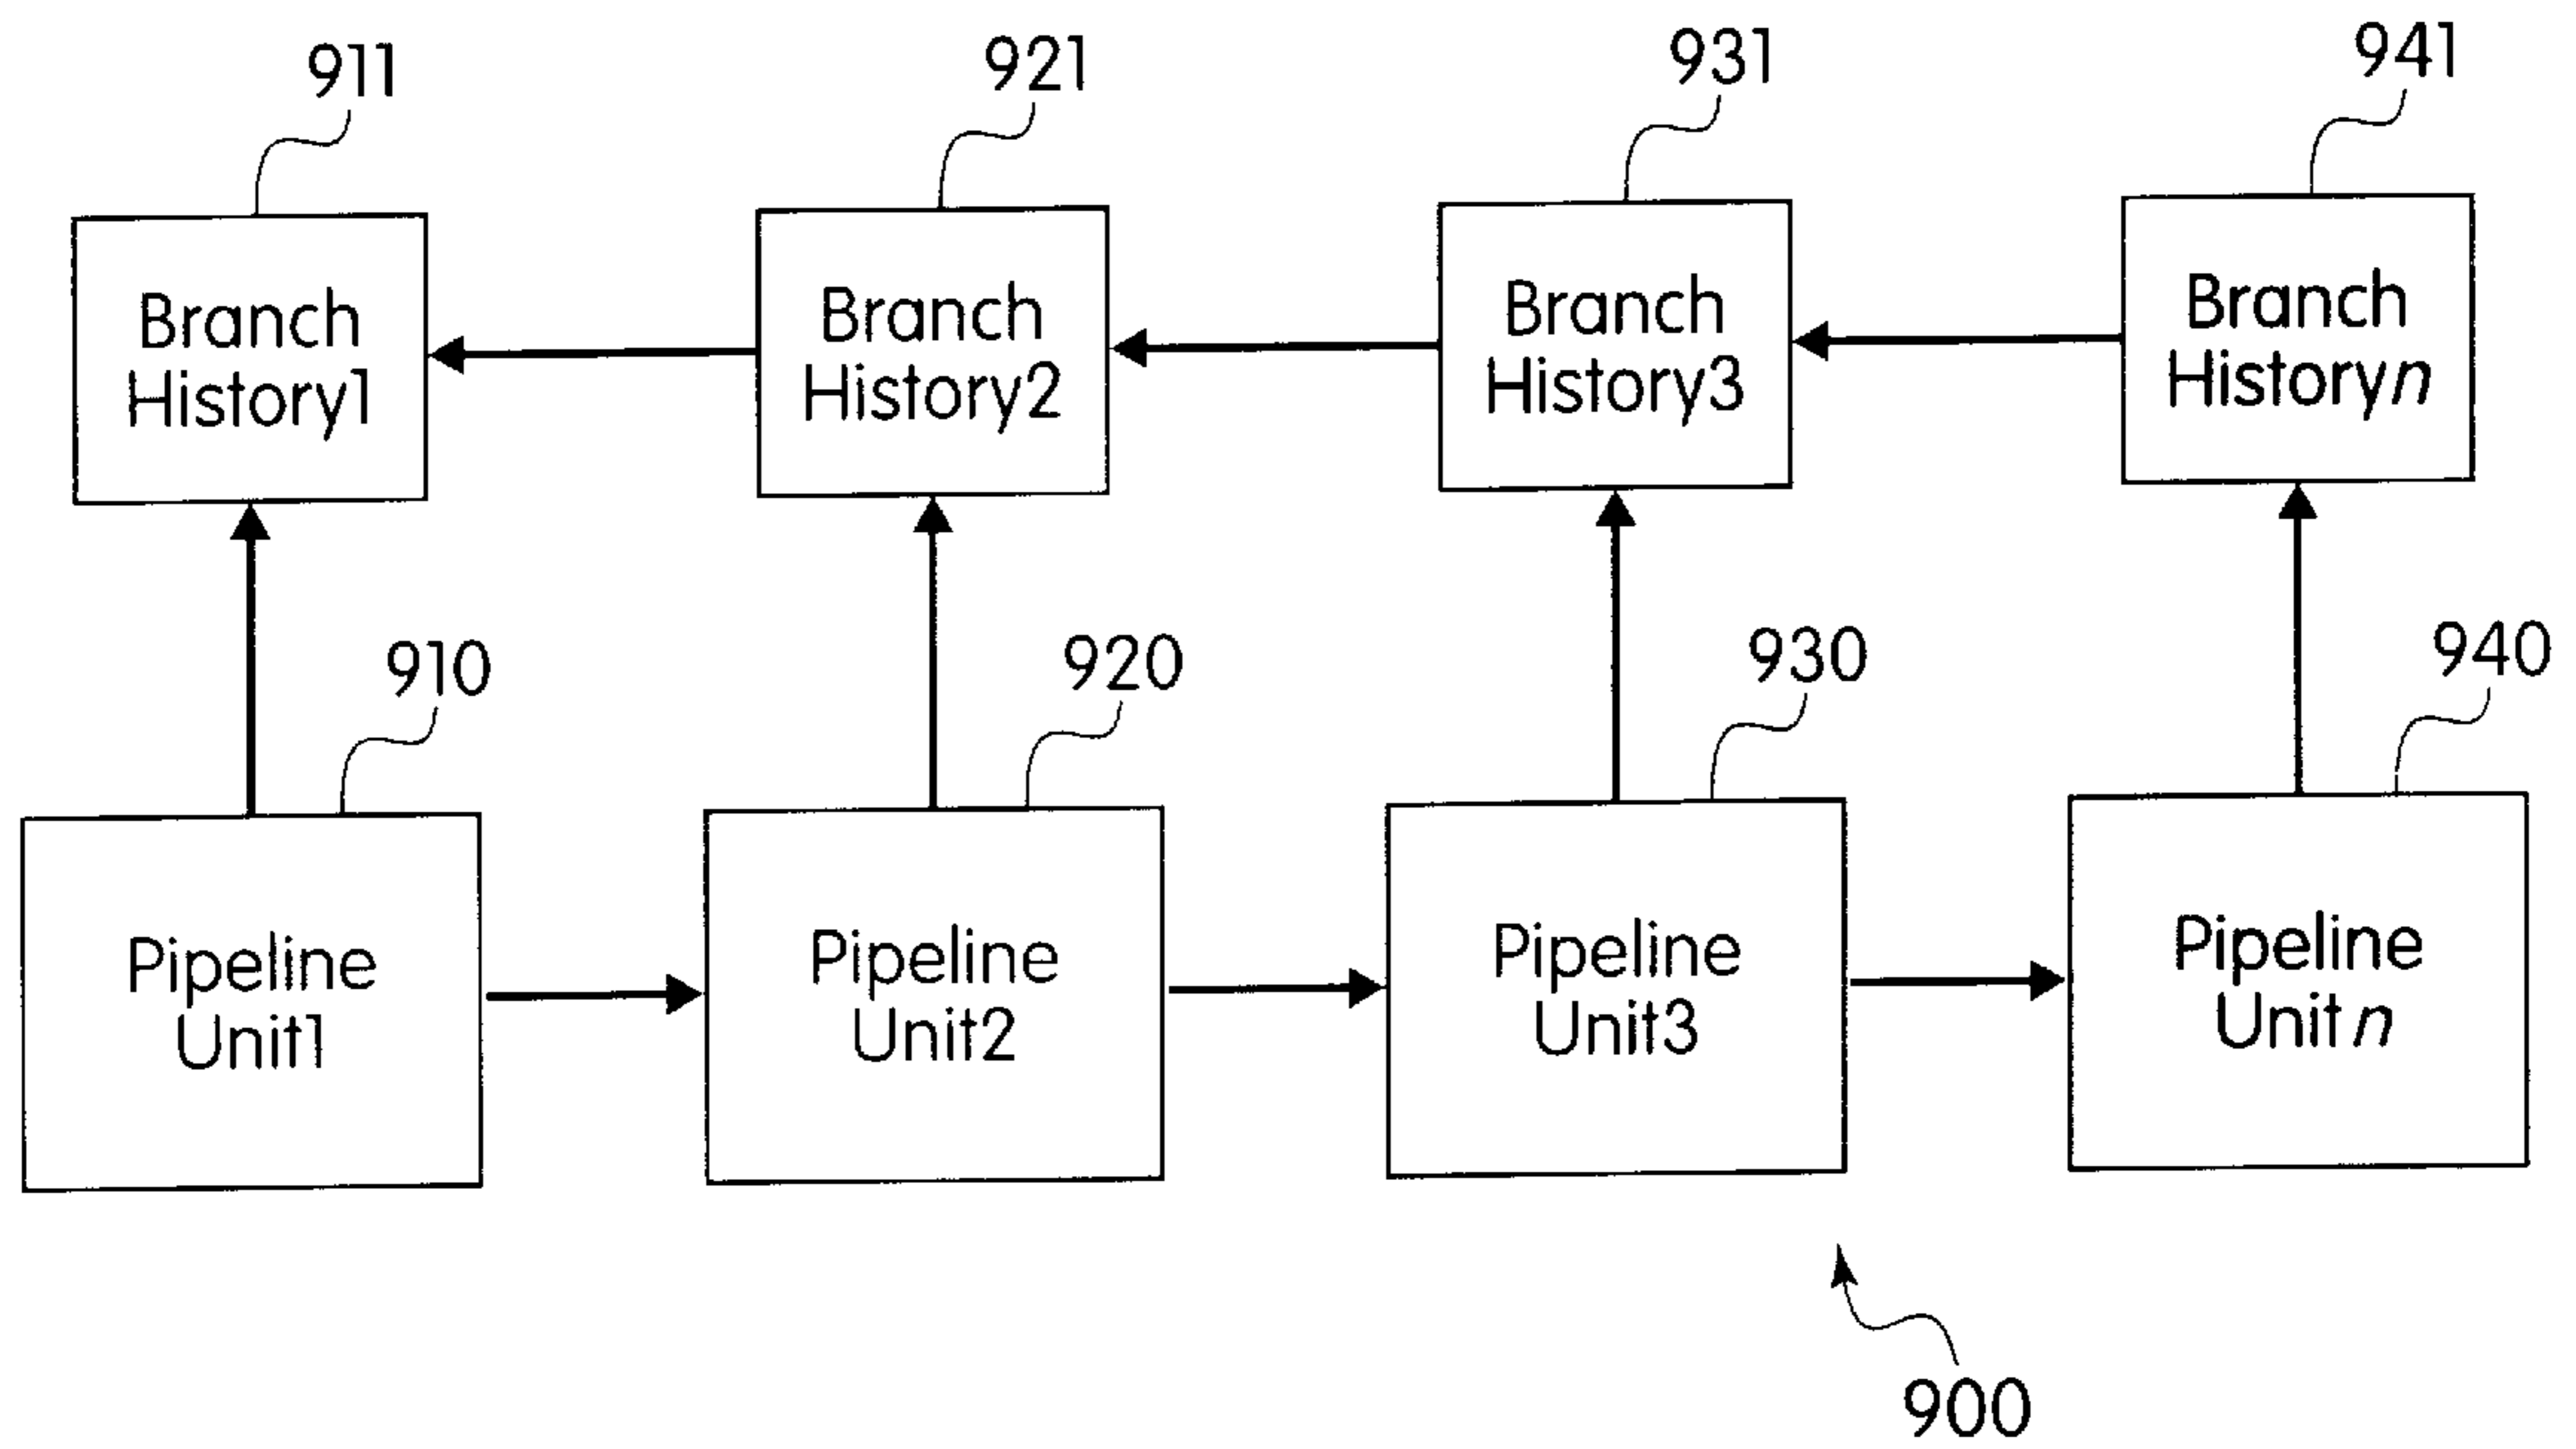 911
921
931
941
Branch
History1
Branch
History2
Branch
History3
Branch
Historyn
910
920
930
940
Pipeline
Unit1
Pipeline
Unit2
Pipeline
Unit3
Pipeline
Unit n
900